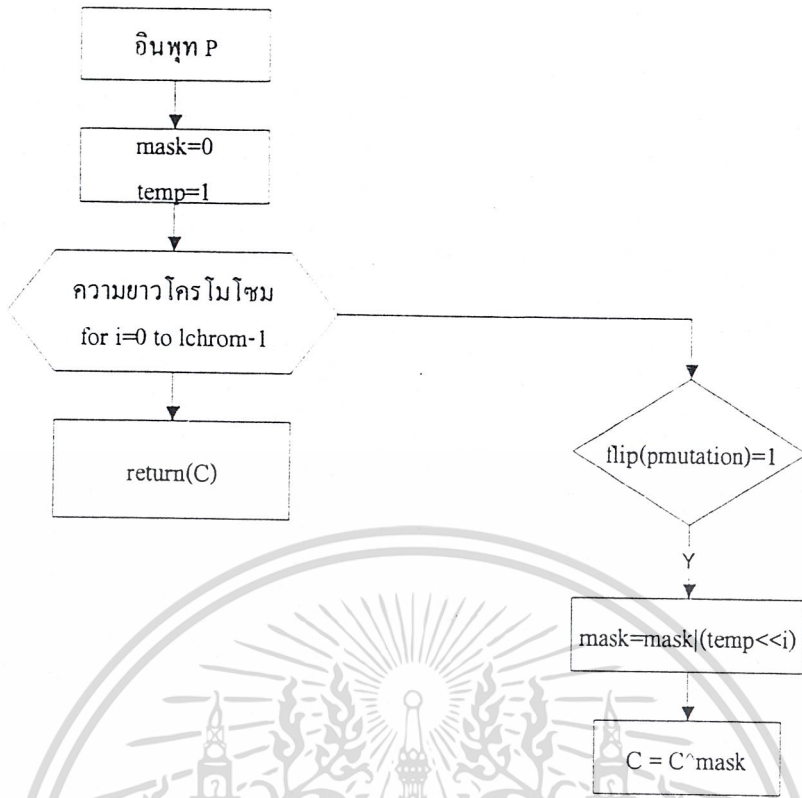 อินพุท P
mask=0
temp=1
ความยาวโครโมโซม
for i=0 to lchrom-1
return(C)
flip(pmutation)=1
Y
mask=mask|(temp<<i)
C = C^mask